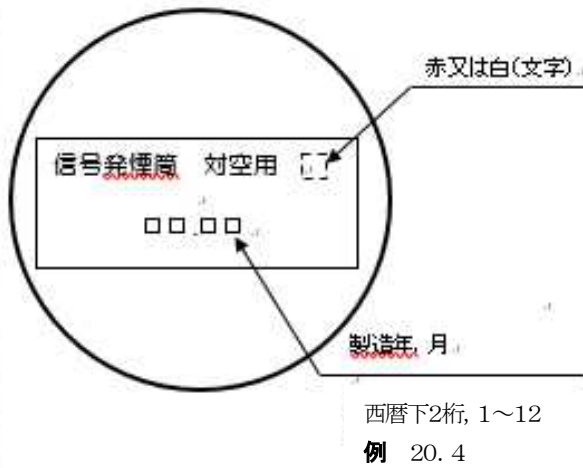 赤又は白(文字)
信号発煙筒 対空用
□□.□□
製造年,月
西暦下2桁, 1～12
例 20. 4